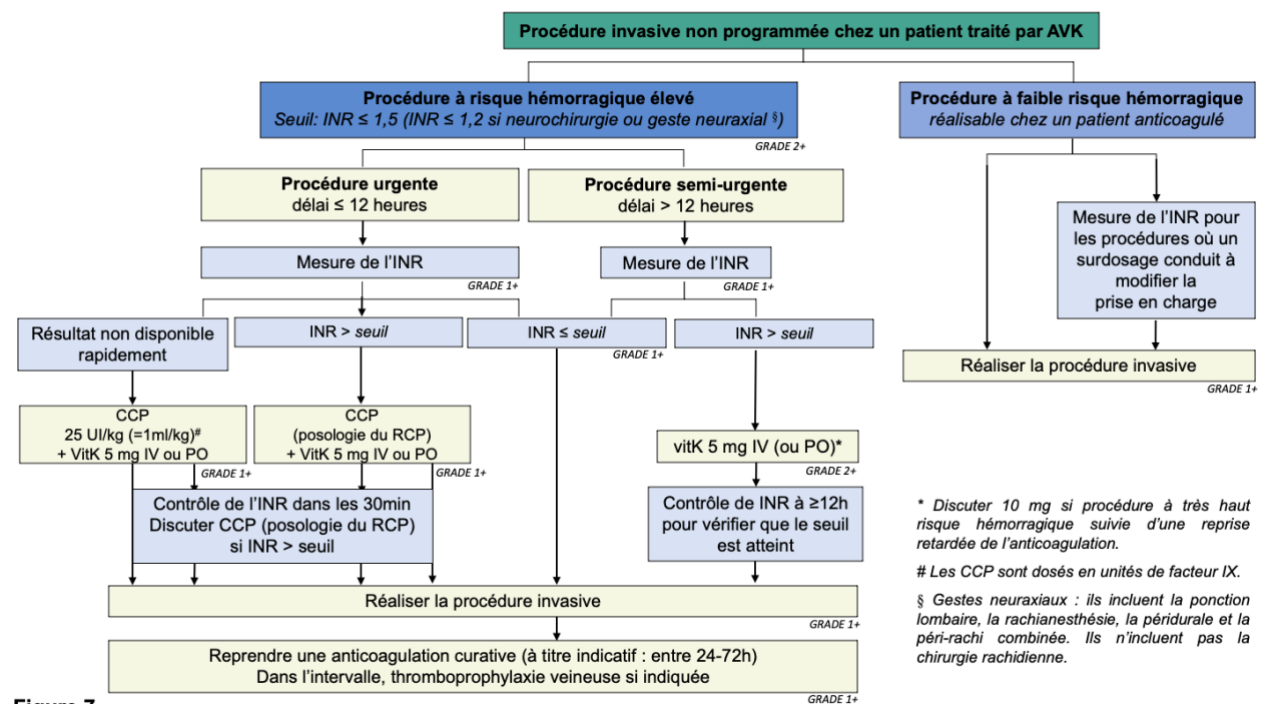 Procédure invasive non programmée chez un patient traité par AVK
Procédure à risque hémorragique élevé
Seuil: INR ≤ 1,5 (INR ≤ 1,2 si neurochirurgie ou geste neuraxial §)
GRADE 2+
Procédure à faible risque hémorragique
réalisable chez un patient anticoagulé
Procédure urgente
délai ≤ 12 heures
Procédure semi-urgente
délai > 12 heures
Mesure de l'INR
GRADE 1+
Mesure de l'INR
GRADE 1+
Mesure de l'INR pour
les procédures où un
surdosage conduit à
modifier la
prise en charge
Résultat non disponible
rapidement
INR > seuil
INR ≤ seuil
GRADE 1+
INR > seuil
Réaliser la procédure invasive
GRADE 1+
CCP
25 UI/kg (=1ml/kg)#
+ VitK 5 mg IV ou PO
GRADE 1+
CCP
(posologie du RCP)
+ VitK 5 mg IV ou PO
GRADE 1+
vitK 5 mg IV (ou PO)*
GRADE 2+
Contrôle de l'INR dans les 30min
Discuter CCP (posologie du RCP)
si INR > seuil
Contrôle de INR à ≥12h
pour vérifier que le seuil
est atteint
Réaliser la procédure invasive
GRADE 1+
Reprendre une anticoagulation curative (à titre indicatif : entre 24-72h)
Dans l'intervalle, thromboprophylaxie veineuse si indiquée
GRADE 1+
* Discuter 10 mg si procédure à très haut
risque hémorragique suivie d'une reprise
retardée de l'anticoagulation.
# Les CCP sont dosés en unités de facteur IX.
§ Gestes neuraxiaux : ils incluent la ponction
lombaire, la rachianesthésie, la péridurale et la
péri-rachi combinée. Ils n'incluent pas la
chirurgie rachidienne.